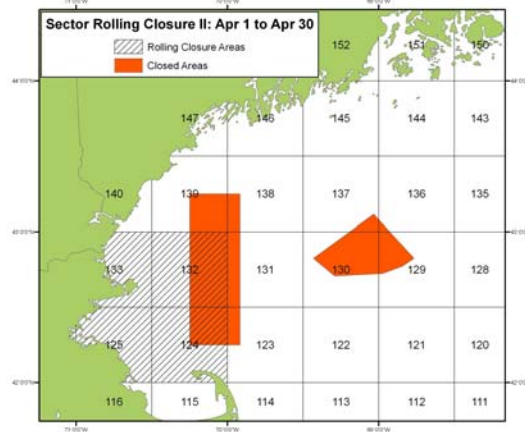 Sector Rolling Closure II: Apr 1 to Apr 30
Rolling Closure Areas
Closed Areas
152 151 150
147 146 145 144 143
140 139 138 137 136 135
133 132 131 130 129 128
125 124 123 122 121 120
116 115 114 113 112 111